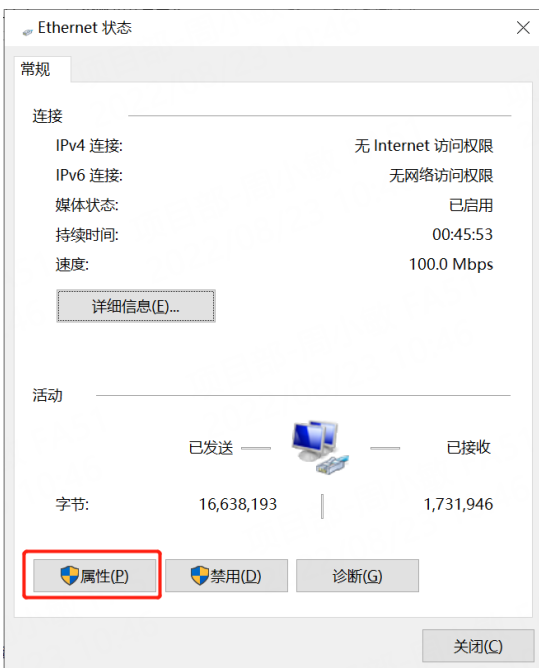 Ethernet 状态
常规
连接
IPv4 连接: 无 Internet 访问权限
IPv6 连接: 无网络访问权限
媒体状态: 已启用
持续时间: 00:45:53
速度: 100.0 Mbps
详细信息(E)...
活动
已发送 已接收
字节: 16,638,193 1,731,946
属性(P) 禁用(D) 诊断(G)
关闭(C)